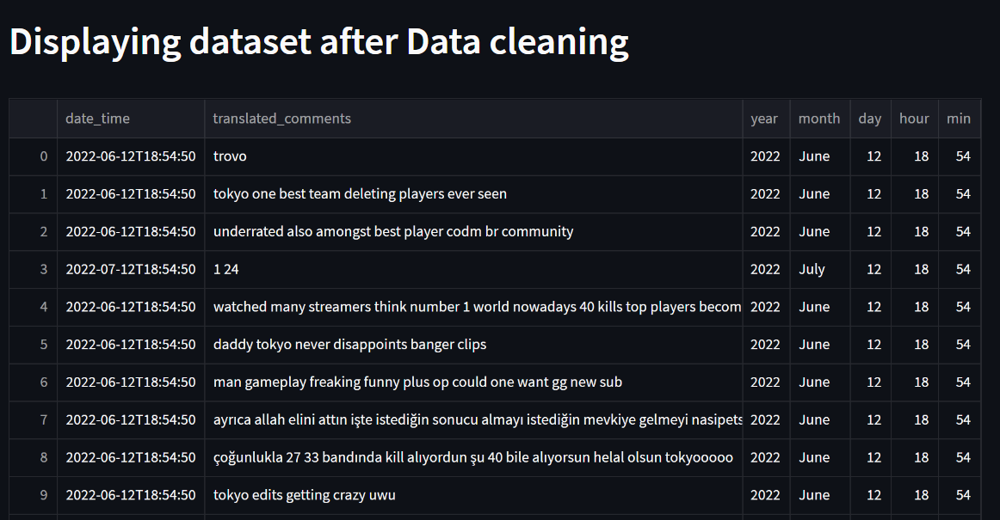 Displaying dataset after Data cleaning
date_time translated_comments year month day hour min
0 2022-06-12T18:54:50 trovo 2022 June 12 18 54
1 2022-06-12T18:54:50 tokyo one best team deleting players ever seen 2022 June 12 18 54
2 2022-06-12T18:54:50 underrated also amongst best player codm br community 2022 June 12 18 54
3 2022-07-12T18:54:50 1 24 2022 July 12 18 54
4 2022-06-12T18:54:50 watched many streamers think number 1 world nowadays 40 kills top players becom 2022 June 12 18 54
5 2022-06-12T18:54:50 daddy tokyo never disappoints banger clips 2022 June 12 18 54
6 2022-06-12T18:54:50 man gameplay freaking funny plus op could one want gg new sub 2022 June 12 18 54
7 2022-06-12T18:54:50 ayrıca allah elini attın işte istediğin sonucu almayı istediğin mevkiye gelmeyi nasipets 2022 June 12 18 54
8 2022-06-12T18:54:50 çoğunlukla 27 33 bandında kill alıyordun şu 40 bile alıyorsun helal olsun tokyooooo 2022 June 12 18 54
9 2022-06-12T18:54:50 tokyo edits getting crazy uwu 2022 June 12 18 54